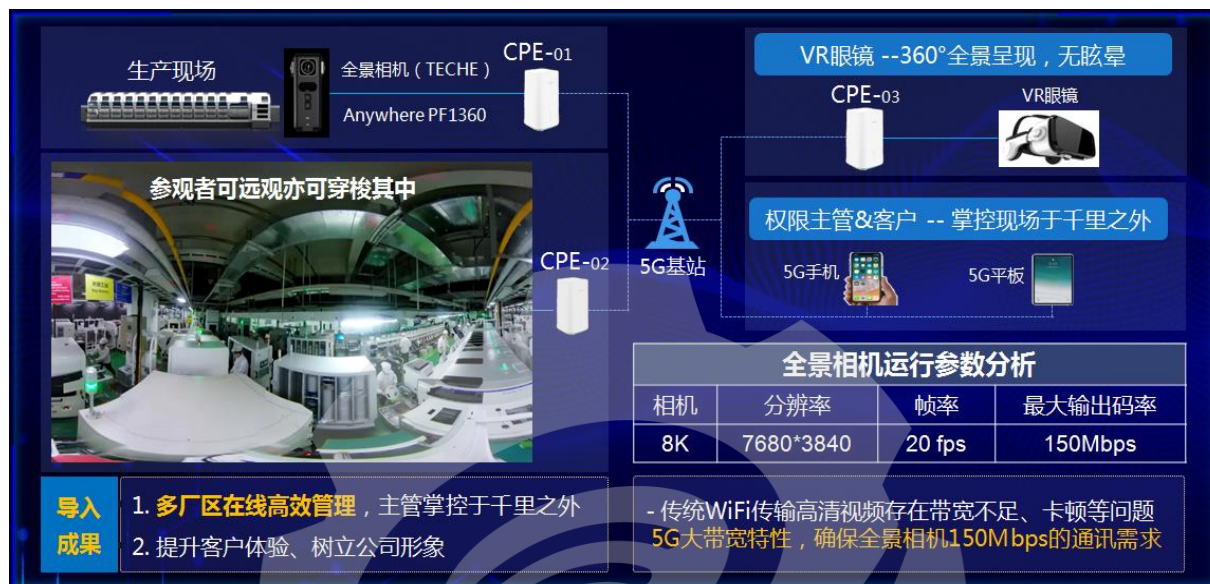 生产现场
全景相机（TECHE）
Anywhere PF1360
CPE-01
参观者可远观亦可穿梭其中
CPE-02
5G基站
VR眼镜 --360°全景呈现，无眩晕
CPE-03
VR眼镜
权限主管&客户 -- 掌控现场于千里之外
5G手机
5G平板
全景相机运行参数分析
相机 分辨率 帧率 最大输出码率
8K 7680*3840 20 fps 150Mbps
导入
成果
1. 多厂区在线高效管理，主管掌控于千里之外
2. 提升客户体验、树立公司形象
- 传统WiFi传输高清视频存在带宽不足、卡顿等问题
5G大带宽特性，确保全景相机150Mbps的通讯需求